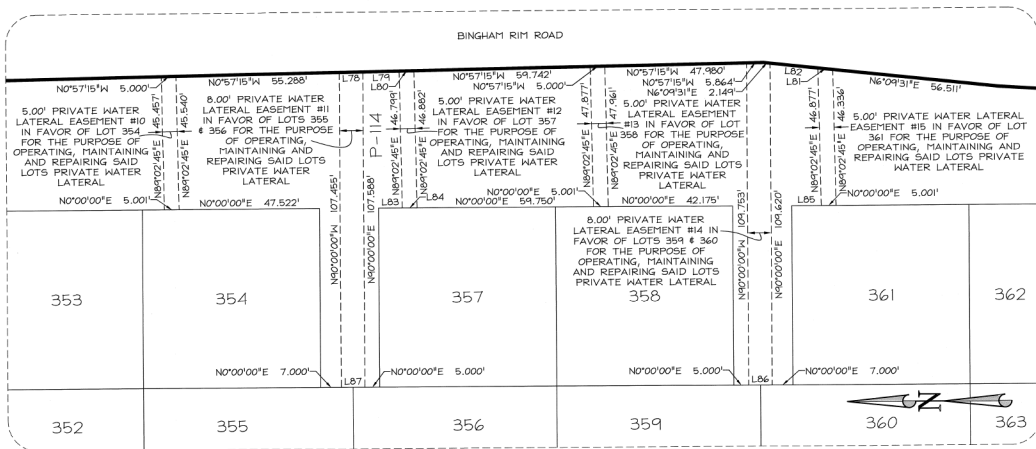 BINGHAM RIM ROAD
N0°57'15"W 55.288'
5.000'
L78
L79
L80
N0°57'15"W 59.742'
5.000'
N0°57'15"W 47.980'
5.864'
N6°09'31"E 2.149'
L82
L81
N6°09'31"E 56.511'
5.00' PRIVATE WATER
LATERAL EASEMENT #10
IN FAVOR OF LOT 354
FOR THE PURPOSE
OF OPERATING,
MAINTAINING
AND REPAIRING SAID
LOTS PRIVATE WATER
LATERAL
N89°02'45"E 45.457'
45.540'
8.00' PRIVATE WATER
LATERAL EASEMENT #11
IN FAVOR OF LOTS 355
& 356 FOR THE PURPOSE
OF OPERATING,
MAINTAINING AND
REPAIRING SAID LOTS
PRIVATE WATER
LATERAL
N90°00'00"W 107.455'
N90°00'00"E 107.588'
P-114
N89°02'45"E 46.799'
N89°02'45"E 46.882'
5.00' PRIVATE WATER
LATERAL EASEMENT #12
IN FAVOR OF LOT 357
FOR THE PURPOSE OF
OPERATING, MAINTAINING
AND REPAIRING SAID
LOTS PRIVATE WATER
LATERAL
N89°02'45"E 47.877'
N89°02'45"E 47.961'
5.00' PRIVATE WATER
LATERAL EASEMENT
#13 IN FAVOR OF LOT
358 FOR THE PURPOSE
OF OPERATING,
MAINTAINING AND
REPAIRING SAID LOTS
PRIVATE WATER
LATERAL
N90°00'00"W 109.753'
N90°00'00"E 109.620'
N89°02'45"E 46.877'
N89°02'45"E 46.336'
5.00' PRIVATE WATER LATERAL
EASEMENT #15 IN FAVOR OF LOT
361 FOR THE PURPOSE OF
OPERATING, MAINTAINING AND
REPAIRING SAID LOTS PRIVATE
WATER LATERAL
N0°00'00"E 5.001'
N0°00'00"E 47.522'
L83
L84
N0°00'00"E 59.750'
5.001'
N0°00'00"E 42.175'
L85
N0°00'00"E 5.001'
8.00' PRIVATE WATER
LATERAL EASEMENT #14 IN
FAVOR OF LOTS 359 & 360
FOR THE PURPOSE OF
OPERATING, MAINTAINING
AND REPAIRING SAID LOTS
PRIVATE WATER LATERAL
353
354
357
358
361
362
N0°00'00"E 7.000'
L87
N0°00'00"E 5.000'
N0°00'00"E 5.000'
L86
N0°00'00"E 7.000'
N
352
355
356
359
360
363